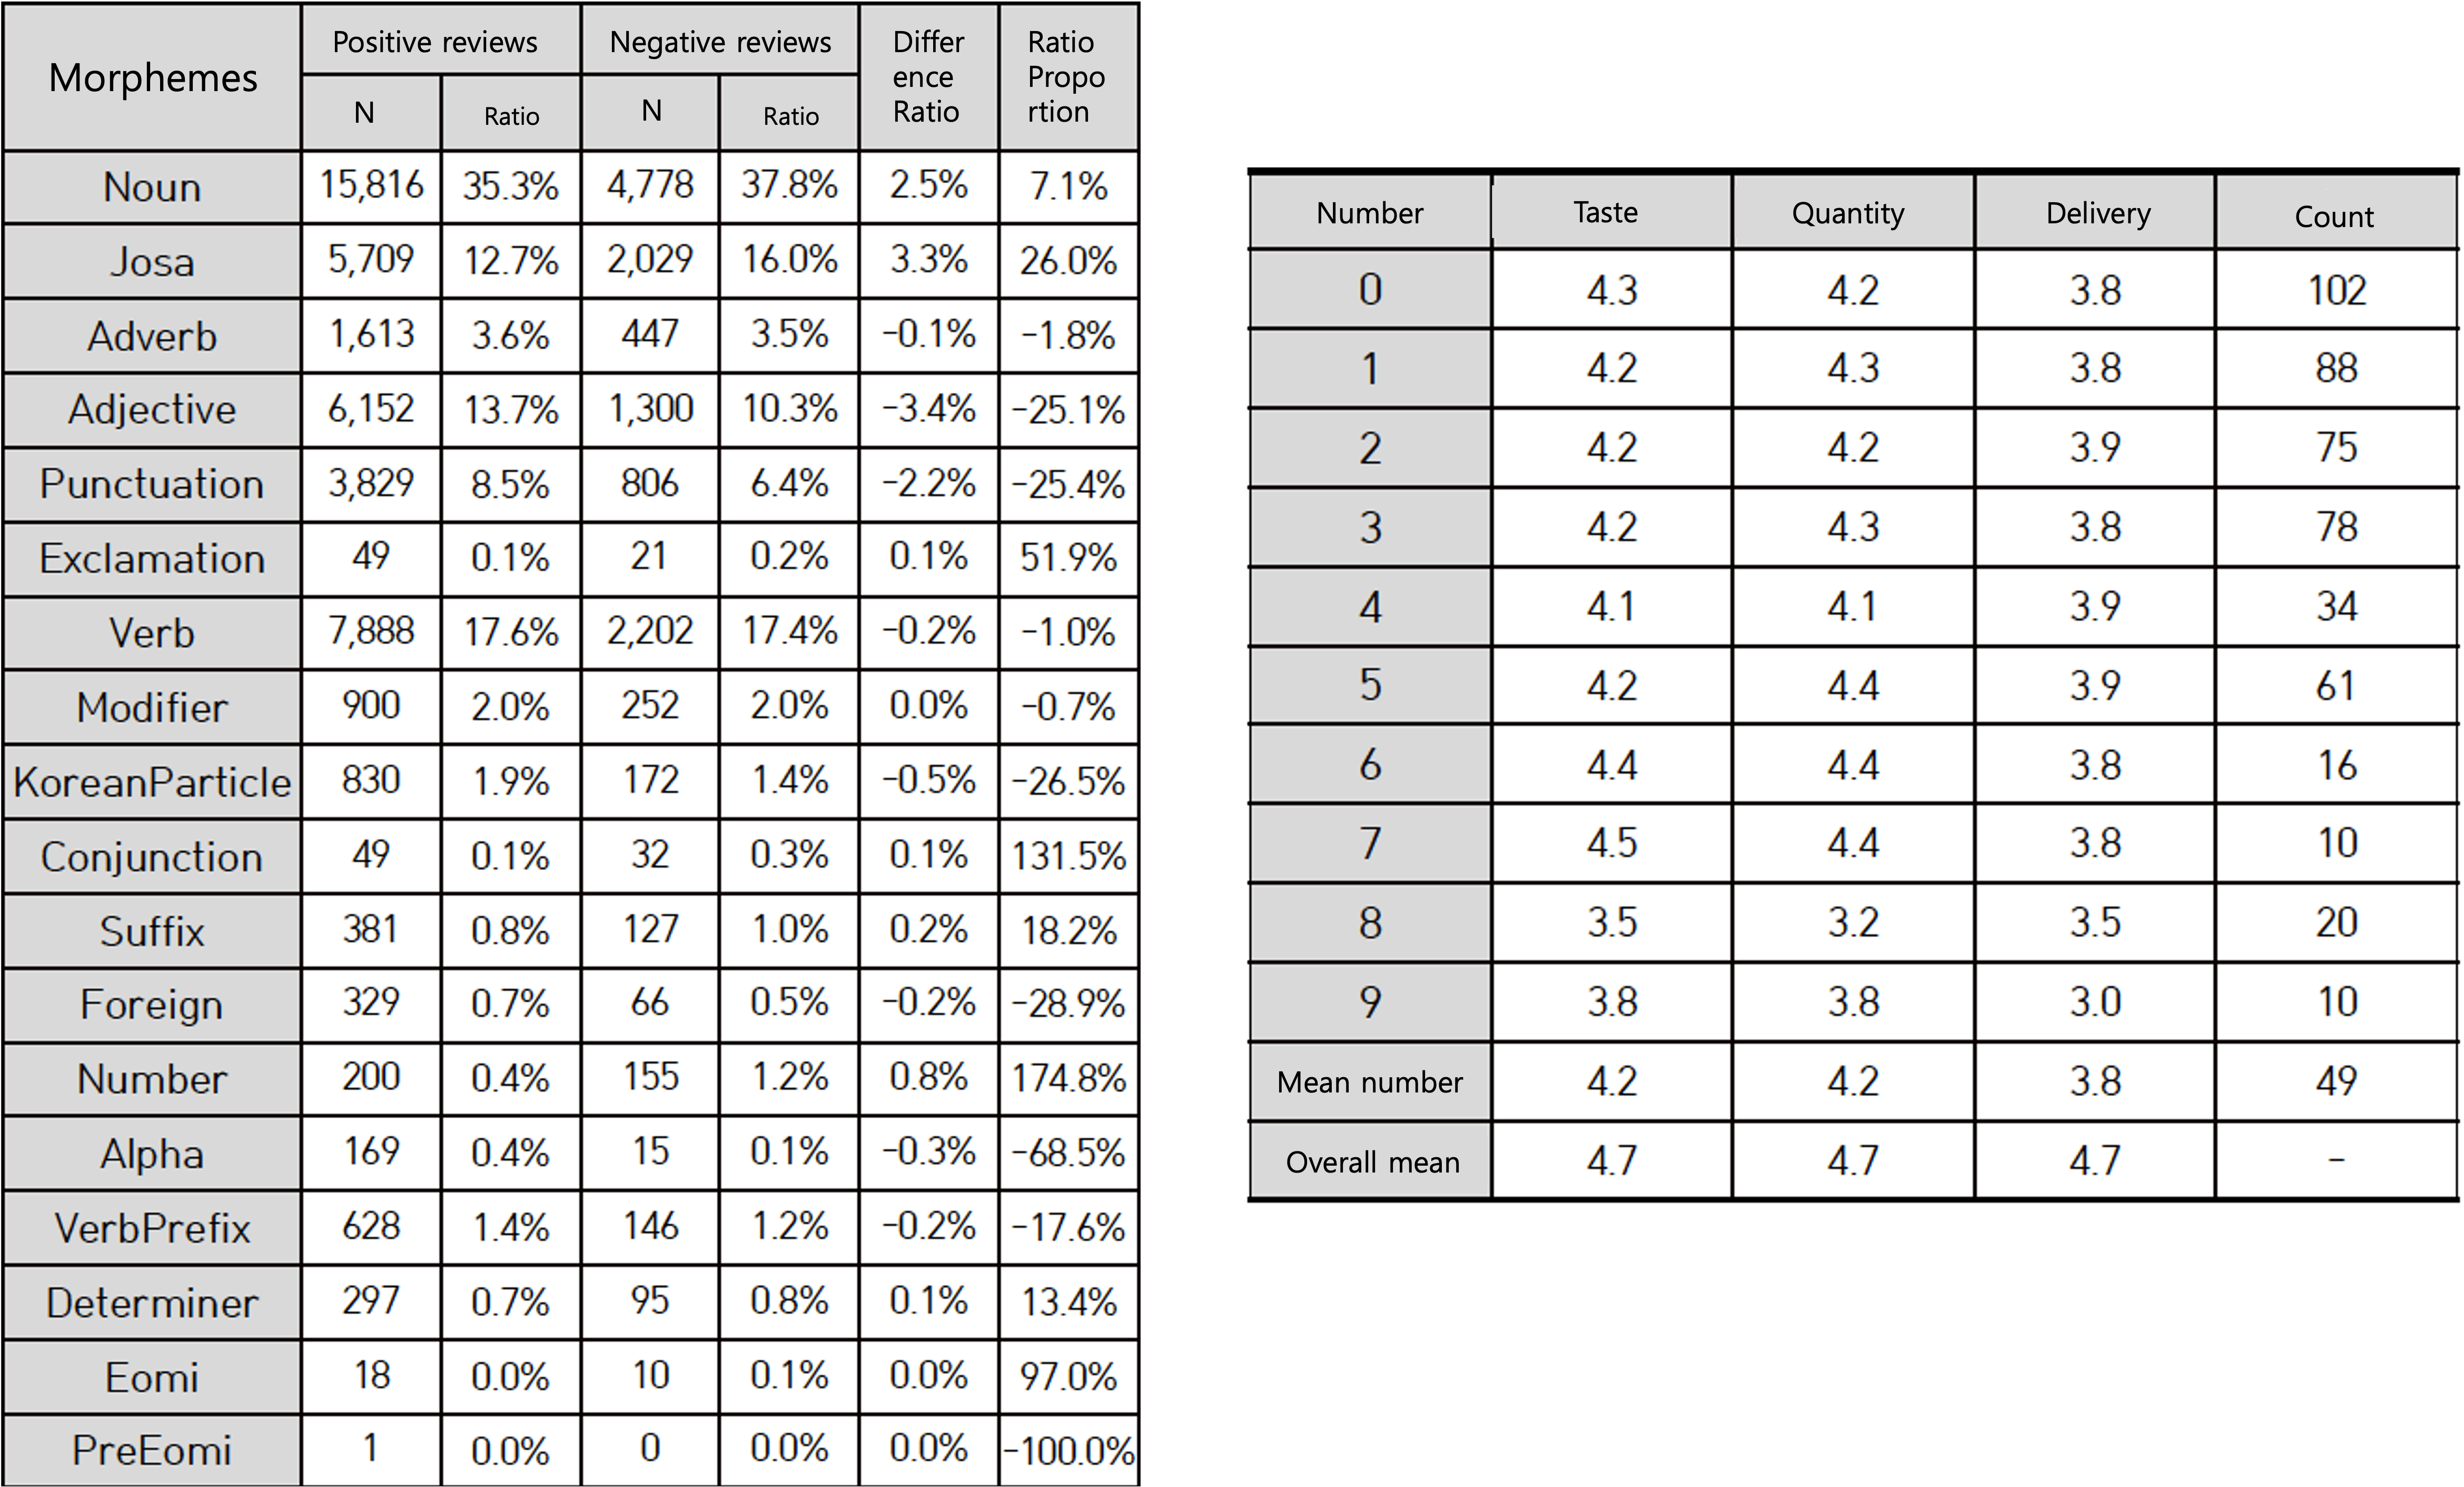 Morphemes Positive reviews Negative reviews Differ ence Ratio Ratio Propo rtion
N Ratio N Ratio
Noun 15,816 35.3% 4,778 37.8% 2.5% 7.1%
Josa 5,709 12.7% 2,029 16.0% 3.3% 26.0%
Adverb 1,613 3.6% 447 3.5% -0.1% -1.8%
Adjective 6,152 13.7% 1,300 10.3% -3.4% -25.1%
Punctuation 3,829 8.5% 806 6.4% -2.2% -25.4%
Exclamation 49 0.1% 21 0.2% 0.1% 51.9%
Verb 7,888 17.6% 2,202 17.4% -0.2% -1.0%
Modifier 900 2.0% 252 2.0% 0.0% -0.7%
KoreanParticle 830 1.9% 172 1.4% -0.5% -26.5%
Conjunction 49 0.1% 32 0.3% 0.1% 131.5%
Suffix 381 0.8% 127 1.0% 0.2% 18.2%
Foreign 329 0.7% 66 0.5% -0.2% -28.9%
Number 200 0.4% 155 1.2% 0.8% 174.8%
Alpha 169 0.4% 15 0.1% -0.3% -68.5%
VerbPrefix 628 1.4% 146 1.2% -0.2% -17.6%
Determiner 297 0.7% 95 0.8% 0.1% 13.4%
Eomi 18 0.0% 10 0.1% 0.0% 97.0%
PreEomi 1 0.0% 0 0.0% 0.0% -100.0%
Number Taste Quantity Delivery Count
0 4.3 4.2 3.8 102
1 4.2 4.3 3.8 88
2 4.2 4.2 3.9 75
3 4.2 4.3 3.8 78
4 4.1 4.1 3.9 34
5 4.2 4.4 3.9 61
6 4.4 4.4 3.8 16
7 4.5 4.4 3.8 10
8 3.5 3.2 3.5 20
9 3.8 3.8 3.0 10
Mean number 4.2 4.2 3.8 49
Overall mean 4.7 4.7 4.7 -